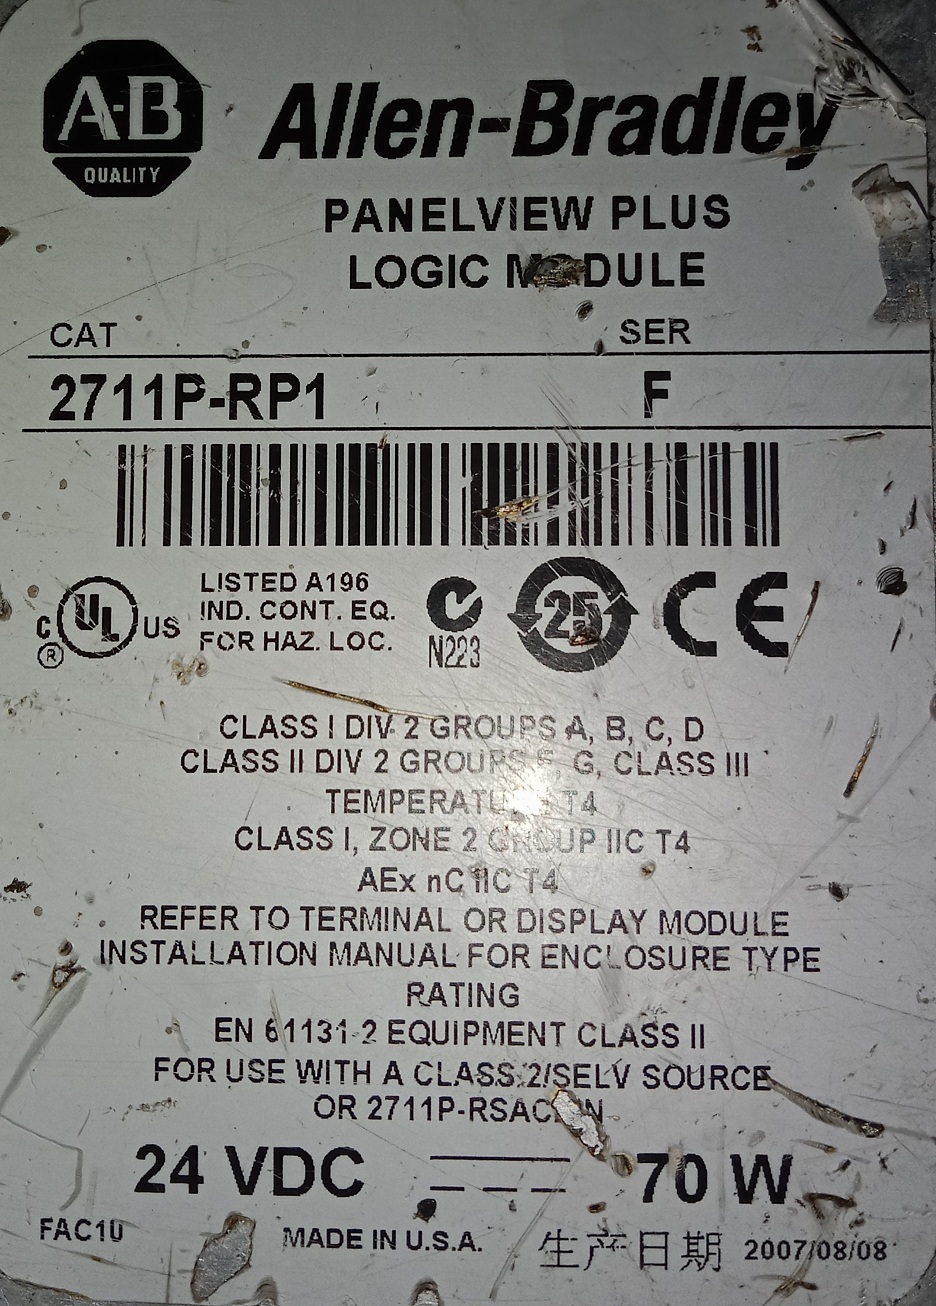 A-B
QUALITY
Allen-Bradley
PANELVIEW PLUS
LOGIC MODULE
CAT SER
2711P-RP1 F
C UL US
®
LISTED A196
IND. CONT. EQ.
FOR HAZ. LOC.
N223
25
CE
CLASS I DIV 2 GROUPS A, B, C, D
CLASS II DIV 2 GROUPS F, G, CLASS III
TEMPERATURE T4
CLASS I, ZONE 2 GROUP IIC T4
AEx nC IIC T4
REFER TO TERMINAL OR DISPLAY MODULE
INSTALLATION MANUAL FOR ENCLOSURE TYPE
RATING
EN 61131-2 EQUIPMENT CLASS II
FOR USE WITH A CLASS 2/SELV SOURCE
OR
24 VDC 70 W
FAC1U MADE IN U.S.A. 生产日期 2007/08/08